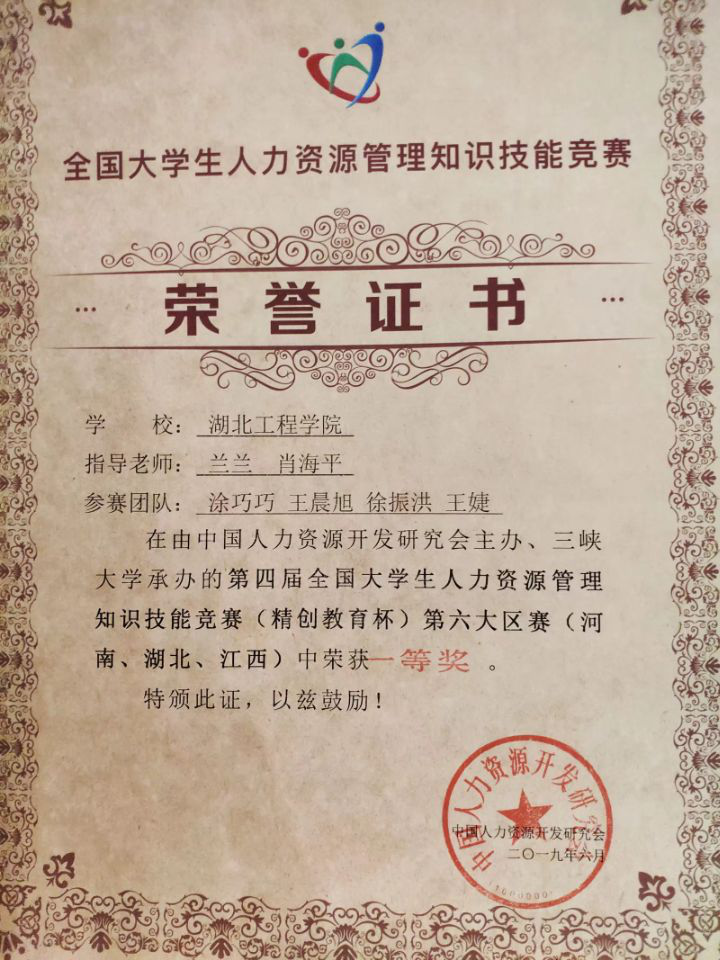 全国大学生人力资源管理知识技能竞赛
荣誉证书
学 校：湖北工程学院
指导老师：兰兰 肖海平
参赛团队：涂巧巧 王晨旭 徐振洪 王婕
在由中国人力资源开发研究会主办、三峡
大学承办的第四届全国大学生人力资源管理
知识技能竞赛（精创教育杯）第六大区赛（河
南、湖北、江西）中荣获一等奖。
特颁此证，以兹鼓励！
中国人力资源开发研究会
中国人力资源开发研究会
二〇一九年六月